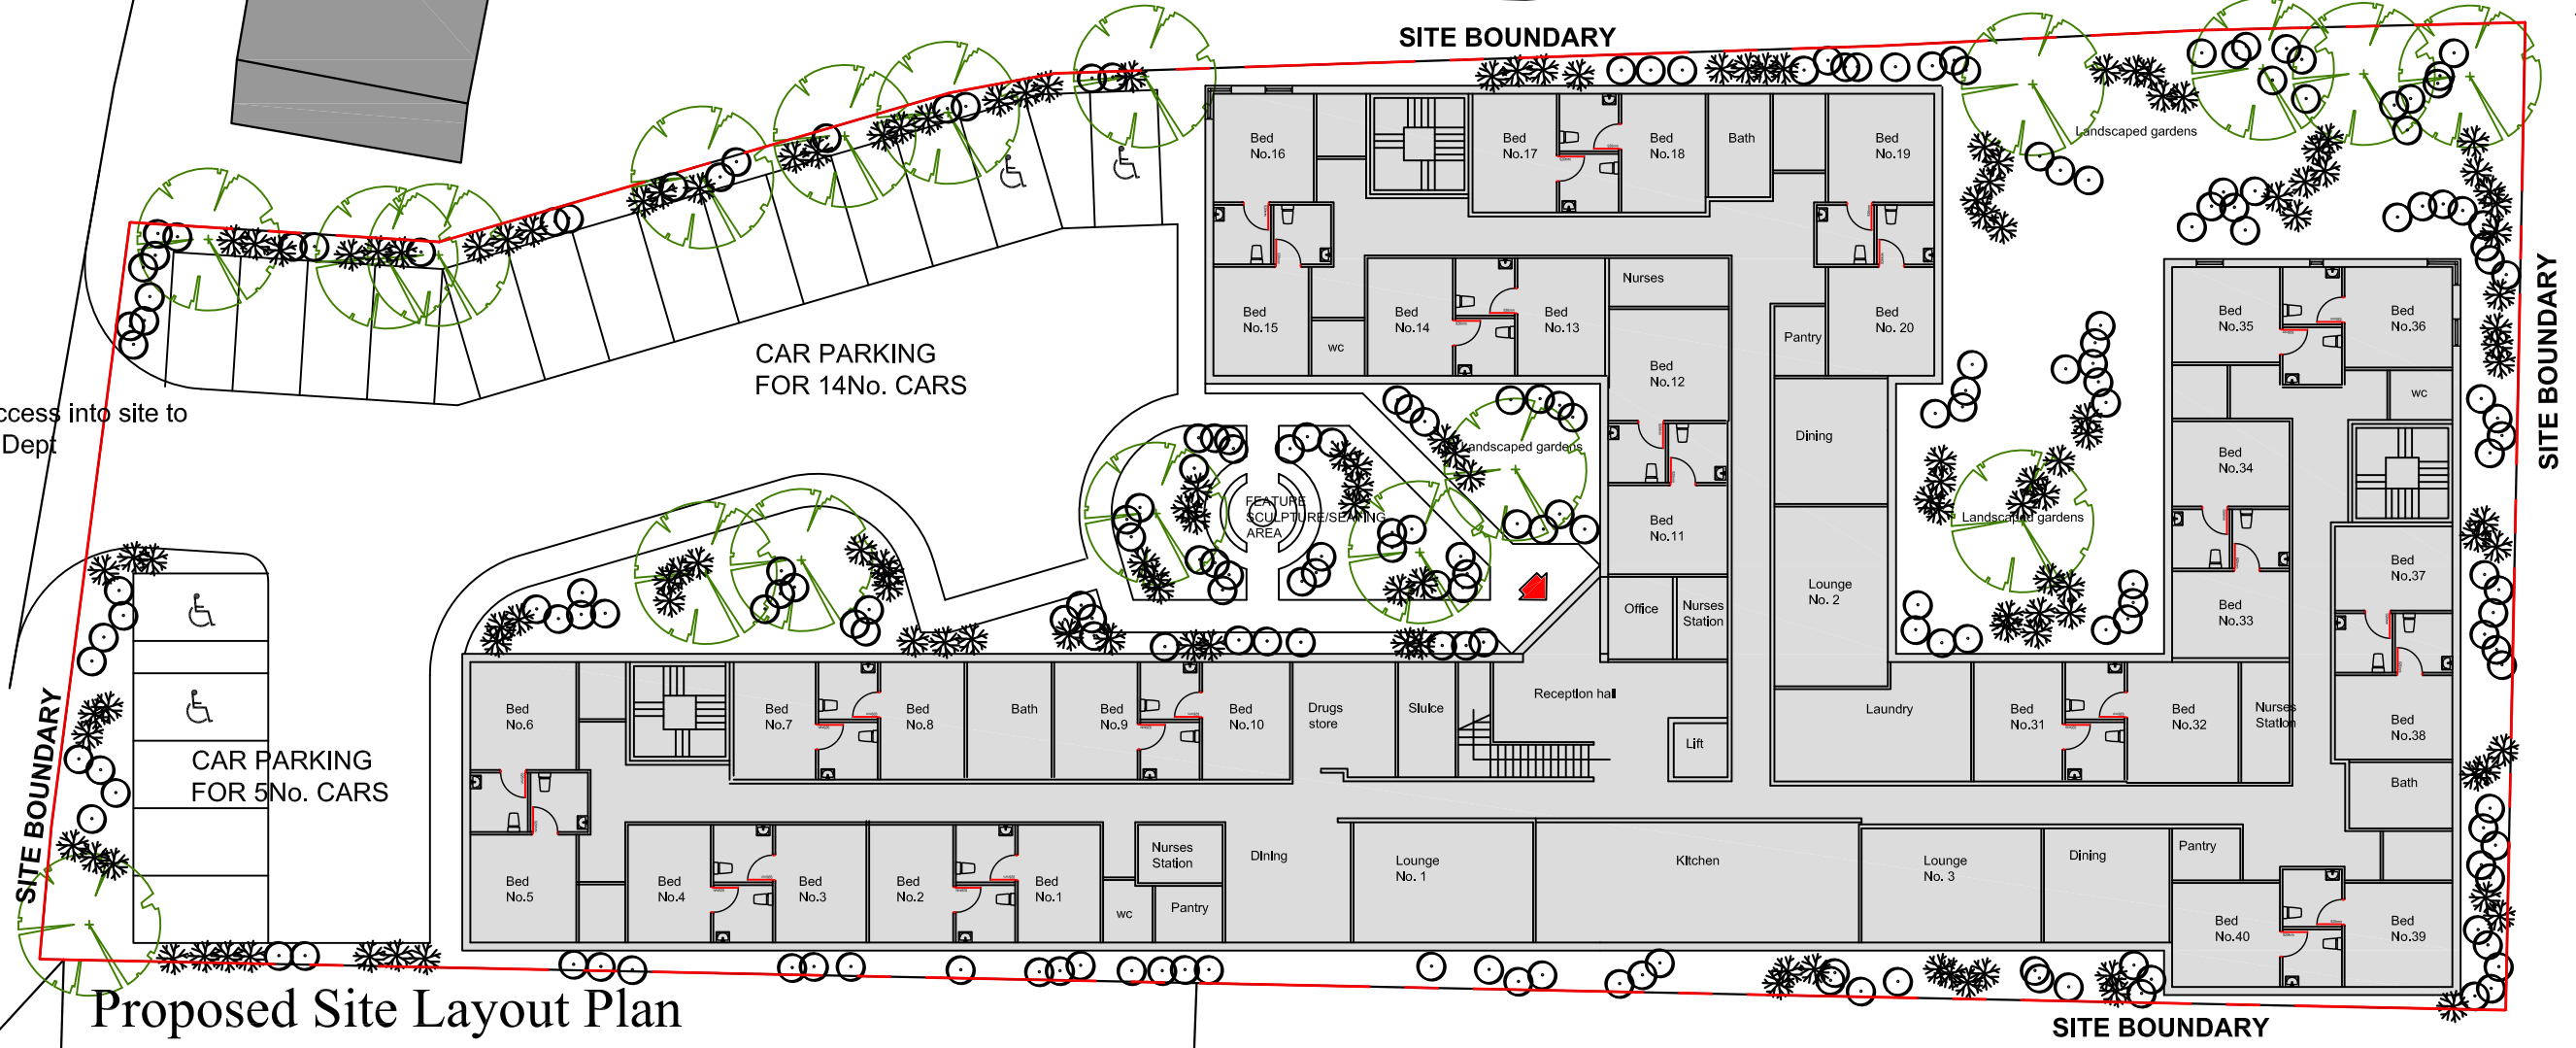 SITE BOUNDARY
Landscaped gardens
Bed
No.16
Bed
No.17
Bed
No.18
Bath
Bed
No.19
SITE BOUNDARY
Nurses
Bed
No.15
wc
Bed
No.14
Bed
No.13
Bed
No.12
Pantry
Bed
No. 20
Bed
No.35
Bed
No.36
wc
CAR PARKING
FOR 14No. CARS
ccess into site to
Dept
Landscaped gardens
Dining
Bed
No.34
FEATURE
SCULPTURE/SEATING
AREA
Bed
No.11
Landscaped gardens
Bed
No.37
Office
Nurses
Station
Lounge
No. 2
Bed
No.33
Bed
No.6
Bed
No.7
Bed
No.8
Bath
Bed
No.9
Bed
No.10
Drugs
store
Sluice
Reception hall
Lift
Laundry
Bed
No.31
Bed
No.32
Nurses
Station
Bed
No.38
Bath
SITE BOUNDARY
CAR PARKING
FOR 5No. CARS
Bed
No.5
Bed
No.4
Bed
No.3
Bed
No.2
Bed
No.1
Nurses
Station
wc
Pantry
Dining
Lounge
No. 1
Kitchen
Lounge
No. 3
Dining
Pantry
Bed
No.40
Bed
No.39
Proposed Site Layout Plan
SITE BOUNDARY